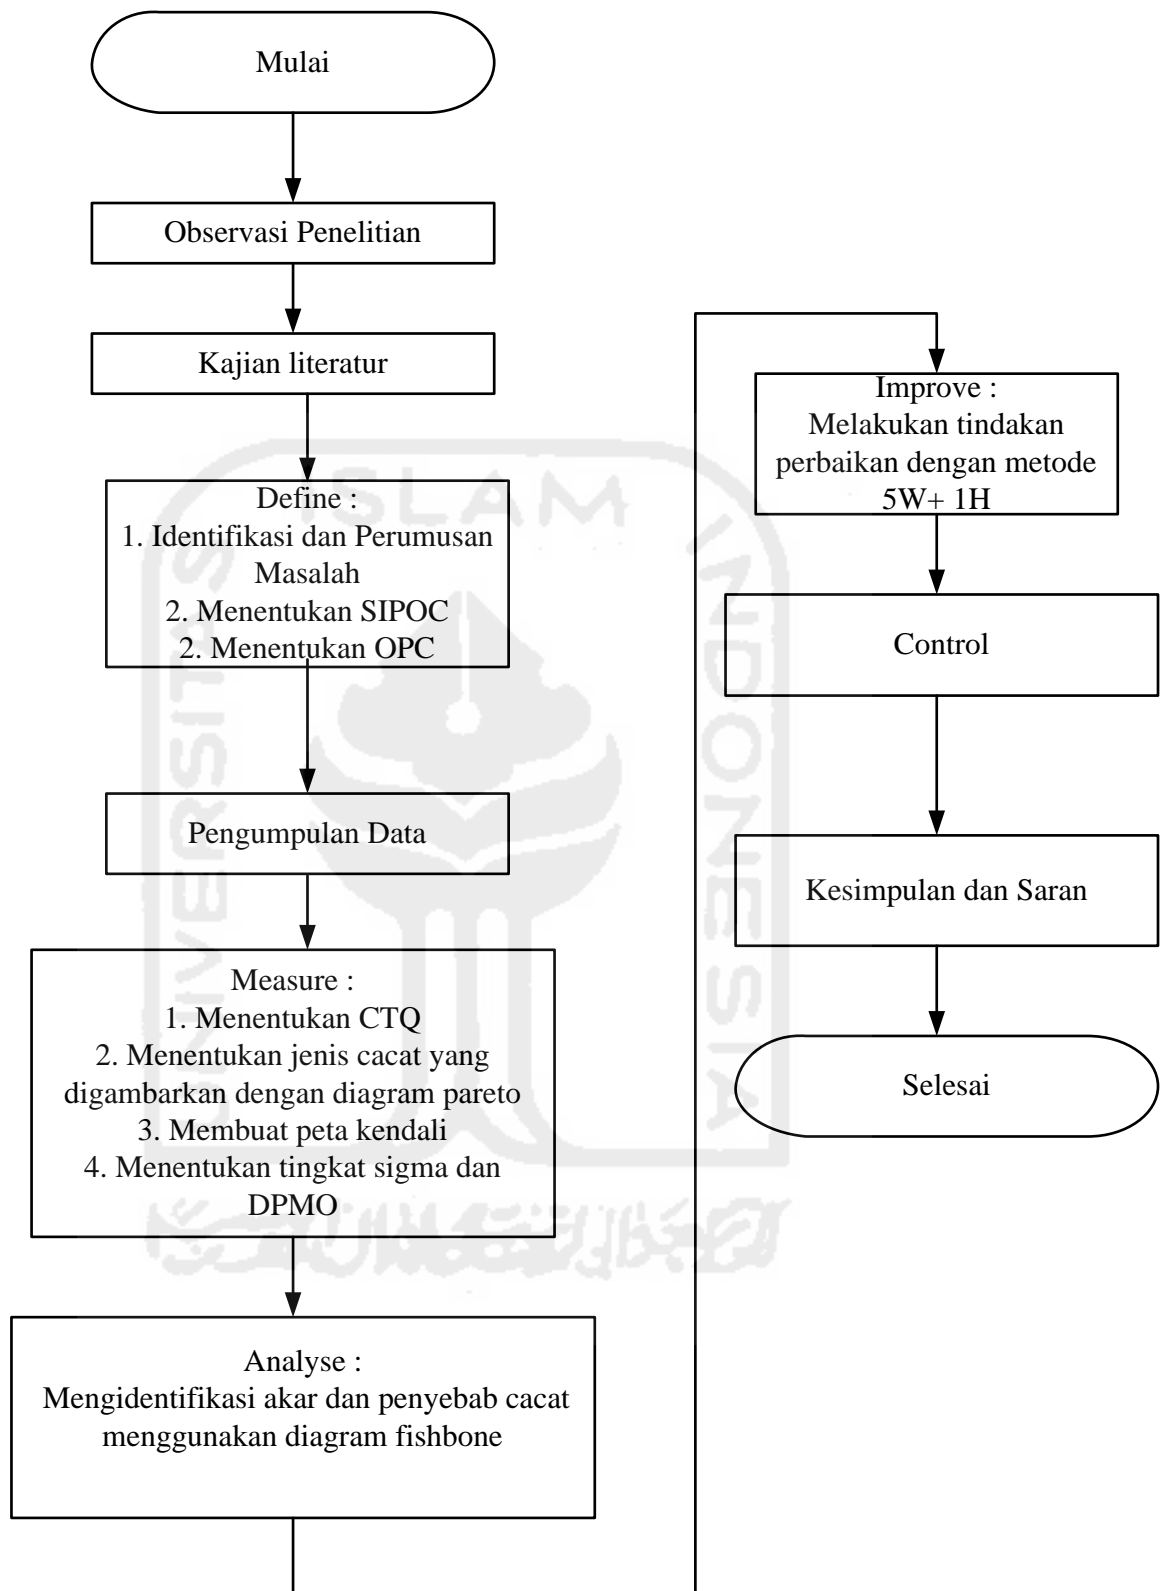 Mulai
Observasi Penelitian
Kajian literatur
Define :
1. Identifikasi dan Perumusan
Masalah
2. Menentukan SIPOC
2. Menentukan OPC
Pengumpulan Data
Measure :
1. Menentukan CTQ
2. Menentukan jenis cacat yang
digambarkan dengan diagram pareto
3. Membuat peta kendali
4. Menentukan tingkat sigma dan
DPMO
Analyse :
Mengidentifikasi akar dan penyebab cacat
menggunakan diagram fishbone
Improve :
Melakukan tindakan
perbaikan dengan metode
5W+ 1H
Control
Kesimpulan dan Saran
Selesai
UNIVERSITAS
ISLAM
INDONESIA